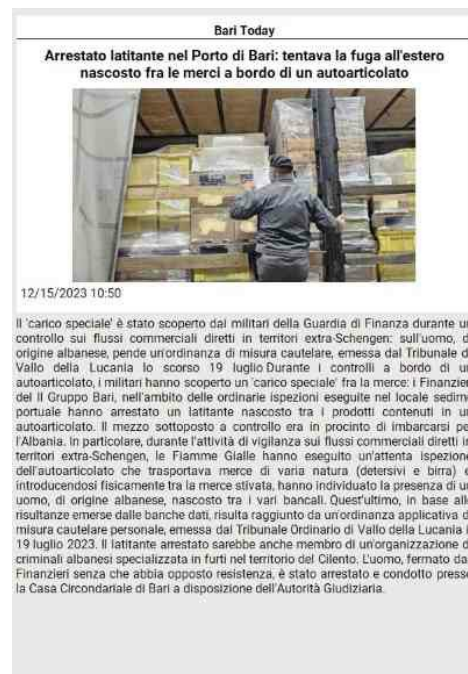 Bari Today
Arrestato latitante nel Porto di Bari: tentava la fuga all'estero
nascosto fra le merci a bordo di un autoarticolato
12/15/2023 10:50
Il 'carico speciale' è stato scoperto dai militari della Guardia di Finanza durante un
controllo sui flussi commerciali diretti in territori extra-Schengen: sull'uomo, d
origine albanese, pende un'ordinanza di misura cautelare, emessa dal Tribunale d
Vallo della Lucania lo scorso 19 luglio Durante i controlli a bordo di un
autoarticolato, i militari hanno scoperto un 'carico speciale' fra la merce: i Finanzier
del II Gruppo Bari, nell'ambito delle ordinarie ispezioni eseguite nel locale sedime
portuale hanno arrestato un latitante nascosto tra i prodotti contenuti in un
autoarticolato. Il mezzo sottoposto a controllo era in procinto di imbarcarsi pe
l'Albania. In particolare, durante l'attività di vigilanza sui flussi commerciali diretti in
territori extra-Schengen, le Fiamme Gialle hanno eseguito un'attenta ispezione
dell'autoarticolato che trasportava merce di varia natura (detersivi e birra) e
introducendosi fisicamente tra la merce stivata, hanno individuato la presenza di un
uomo, di origine albanese, nascosto tra i vari bancali. Quest'ultimo, in base alle
risultanze emerse dalle banche dati, risulta raggiunto da un'ordinanza applicativa d
misura cautelare personale, emessa dal Tribunale Ordinario di Vallo della Lucania i
19 luglio 2023. Il latitante arrestato sarebbe anche membro di un'organizzazione d
criminali albanesi specializzata in furti nel territorio del Cilento. L'uomo, fermato da
Finanzieri senza che abbia opposto resistenza, è stato arrestato e condotto presso
la Casa Circondariale di Bari a disposizione dell'Autorità Giudiziaria.